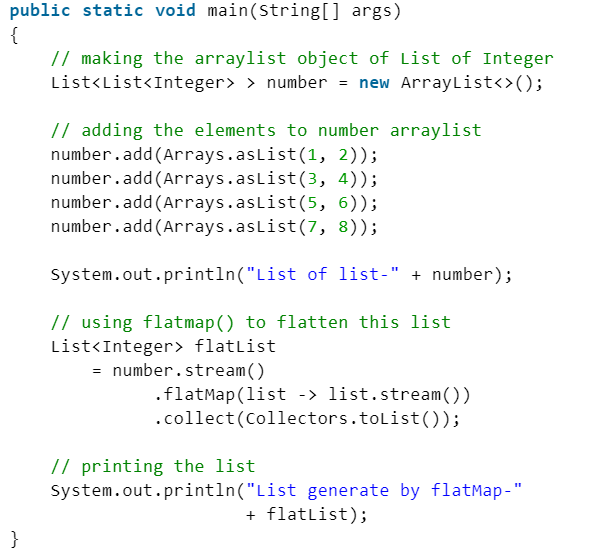 public static void main(String[] args)
{
    // making the arraylist object of List of Integer
    List<List<Integer> > number = new ArrayList<>();

    // adding the elements to number arraylist
    number.add(Arrays.asList(1, 2));
    number.add(Arrays.asList(3, 4));
    number.add(Arrays.asList(5, 6));
    number.add(Arrays.asList(7, 8));

    System.out.println("List of list-" + number);

    // using flatmap() to flatten this list
    List<Integer> flatList
        = number.stream()
              .flatMap(list -> list.stream())
              .collect(Collectors.toList());

    // printing the list
    System.out.println("List generate by flatMap-"
                       + flatList);
}